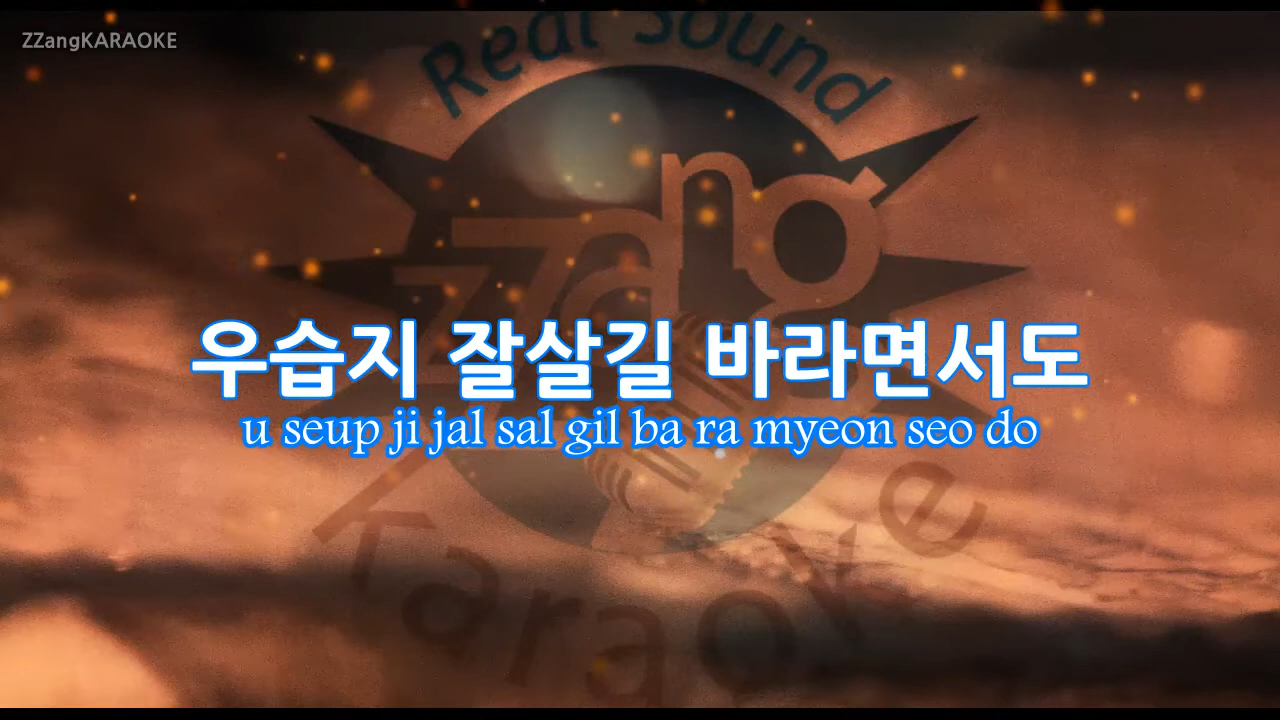 ZZangKARAOKE
Real Sound
ZZang
우습지 잘살길 바라면서도
u seup ji jal sal gil ba ra myeon seo do
Karaoke